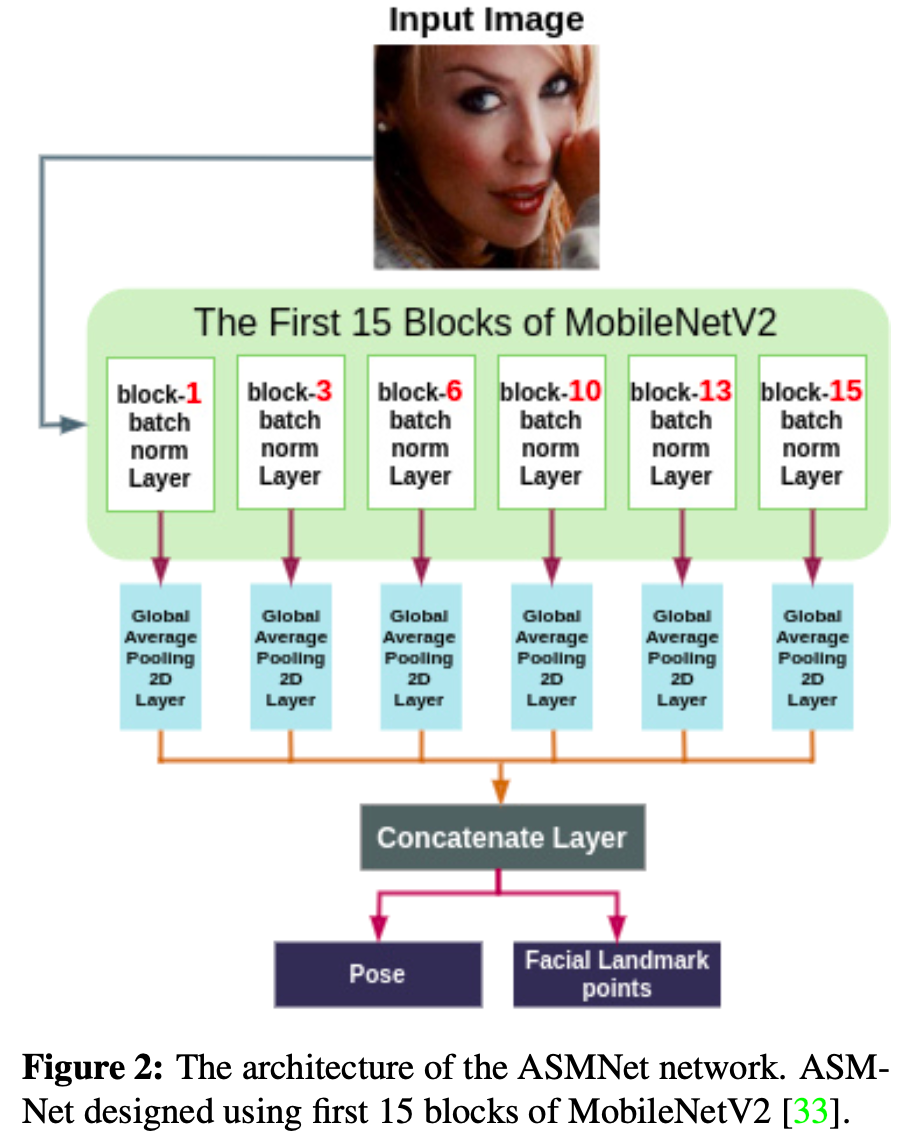 Input Image
The First 15 Blocks of MobileNetV2
block-1
batch
norm
Layer
block-3
batch
norm
Layer
block-6
batch
norm
Layer
block-10
batch
norm
Layer
block-13
batch
norm
Layer
block-15
batch
norm
Layer
Global
Average
Pooling
2D
Layer
Global
Average
Pooling
2D
Layer
Global
Average
Pooling
2D
Layer
Global
Average
Pooling
2D
Layer
Global
Average
Pooling
2D
Layer
Global
Average
Pooling
2D
Layer
Concatenate Layer
Pose
Facial Landmark
points
Figure 2: The architecture of the ASMNet network. ASM-
Net designed using first 15 blocks of MobileNetV2 [33].